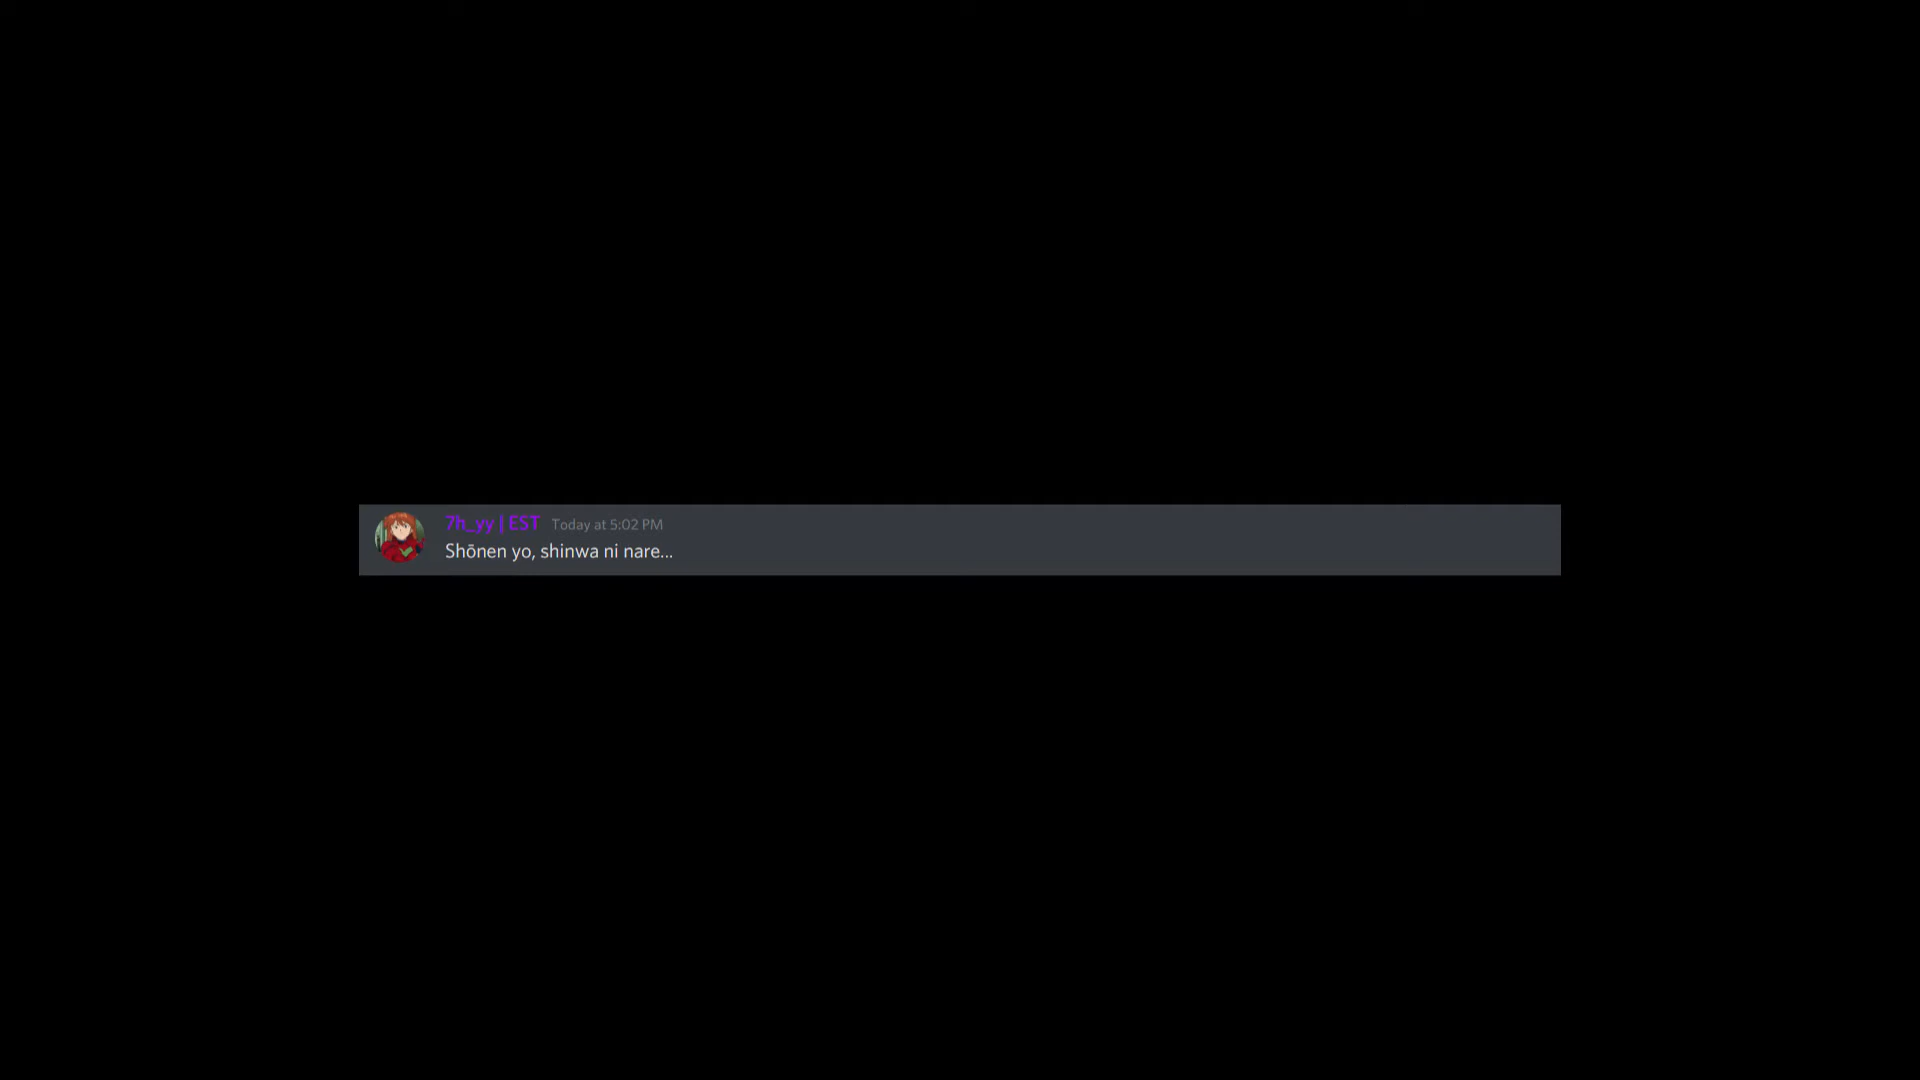 7h_yy | EST Today at 5:02 PM
Shōnen yo, shinwa ni nare...